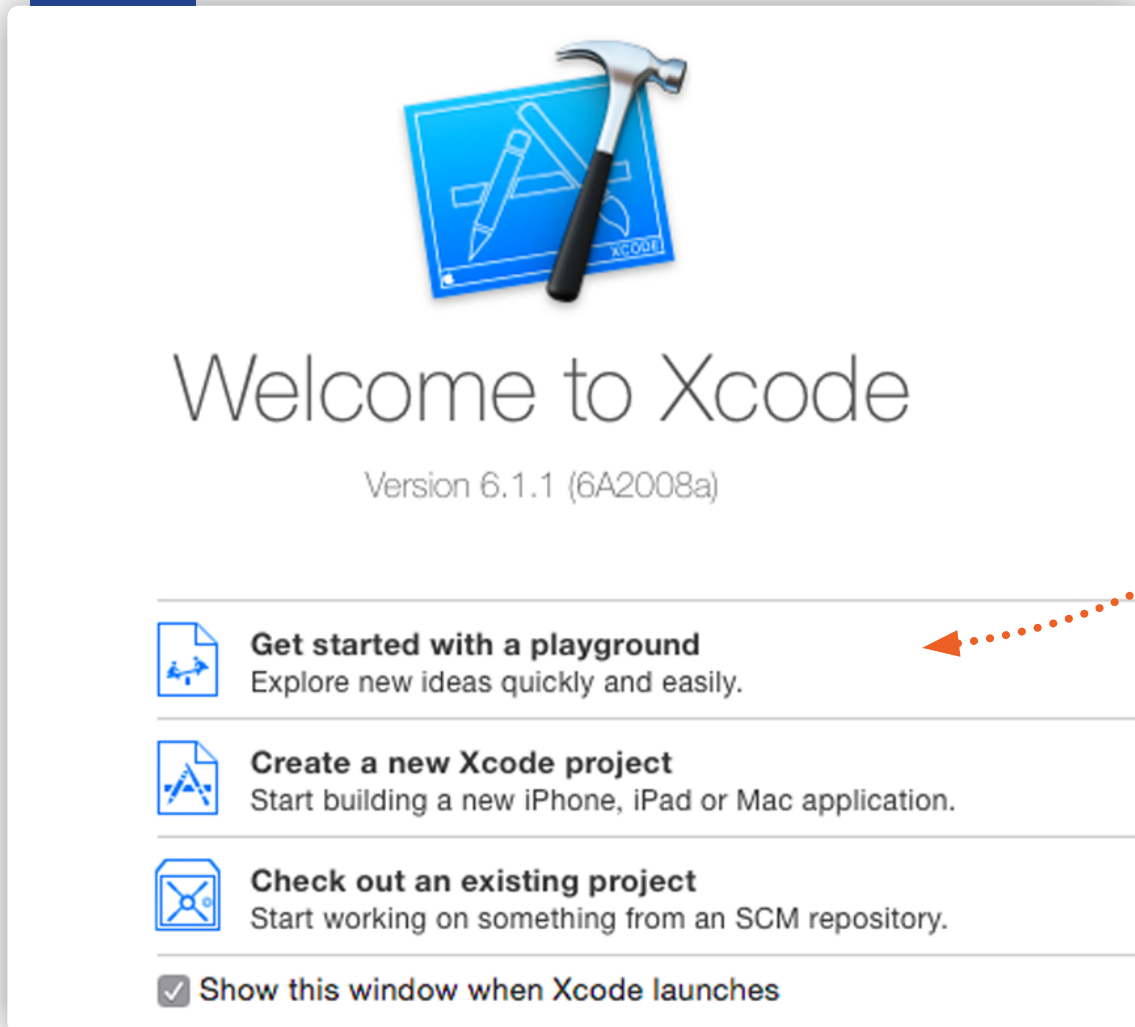 XCODE
Welcome to Xcode
Version 6.1.1 (6A2008a)
Get started with a playground
Explore new ideas quickly and easily.
Create a new Xcode project
Start building a new iPhone, iPad or Mac application.
Check out an existing project
Start working on something from an SCM repository.
Show this window when Xcode launches